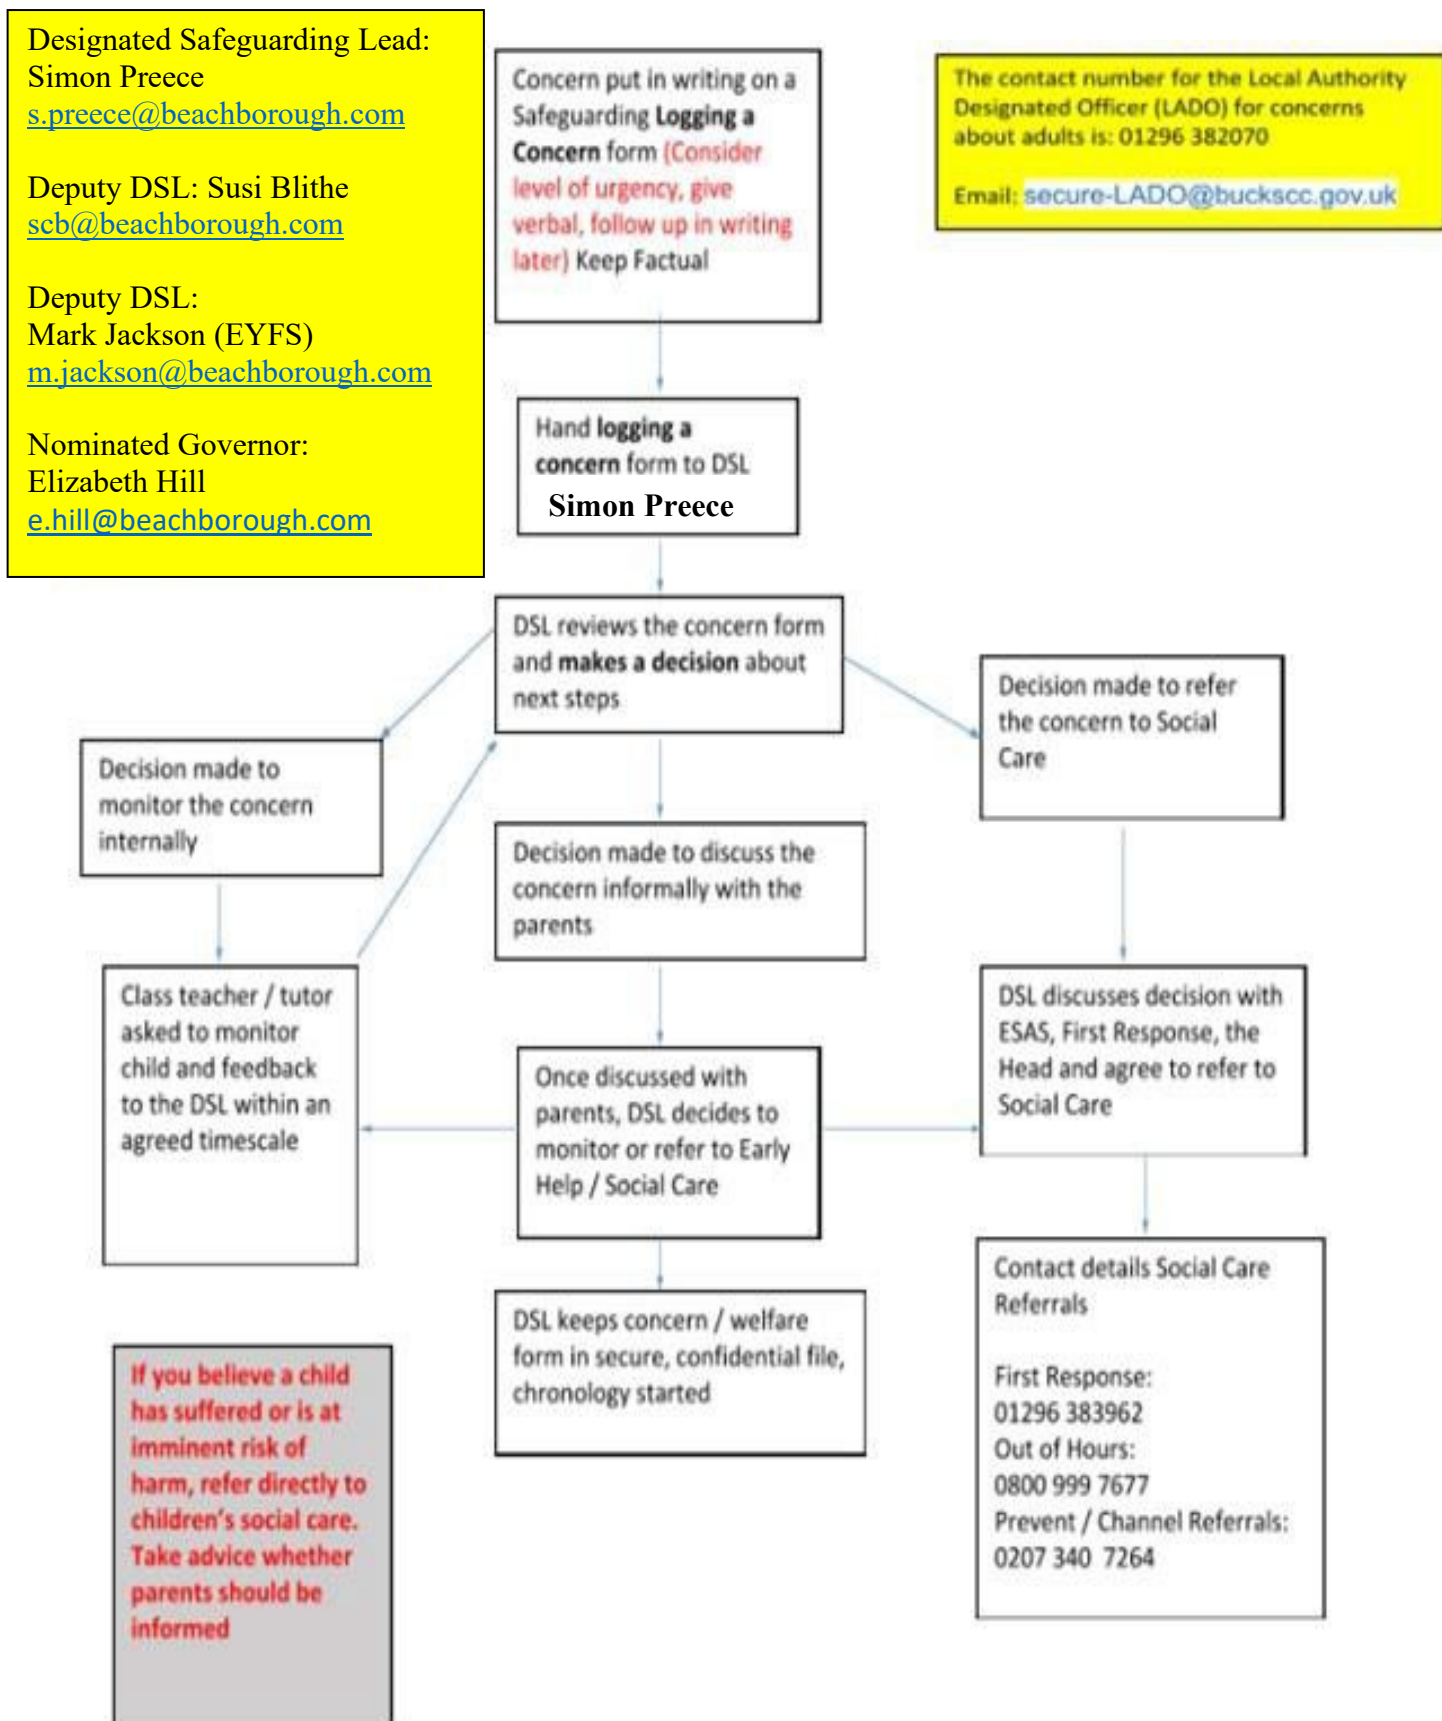 Designated Safeguarding Lead:
Simon Preece
s.preece@beachborough.com
Deputy DSL: Susi Blithe
scb@beachborough.com
Deputy DSL:
Mark Jackson (EYFS)
m.jackson@beachborough.com
Nominated Governor:
Elizabeth Hill
e.hill@beachborough.com
Concern put in writing on a
Safeguarding Logging a
Concern form (Consider
level of urgency, give
verbal, follow up in writing
later) Keep Factual
The contact number for the Local Authority
Designated Officer (LADO) for concerns
about adults is: 01296 382070
Email: secure-LADO@buckscc.gov.uk
Hand logging a
concern form to DSL
Simon Preece
DSL reviews the concern form
and makes a decision about
next steps
Decision made to
monitor the concern
internally
Decision made to discuss the
concern informally with the
parents
Decision made to refer
the concern to Social
Care
Class teacher / tutor
asked to monitor
child and feedback
to the DSL within an
agreed timescale
Once discussed with
parents, DSL decides to
monitor or refer to Early
Help / Social Care
DSL discusses decision with
ESAS, First Response, the
Head and agree to refer to
Social Care
DSL keeps concern / welfare
form in secure, confidential file,
chronology started
Contact details Social Care
Referrals
First Response:
01296 383962
Out of Hours:
0800 999 7677
Prevent / Channel Referrals:
0207 340 7264
If you believe a child
has suffered or is at
imminent risk of
harm, refer directly to
children's social care.
Take advice whether
parents should be
informed